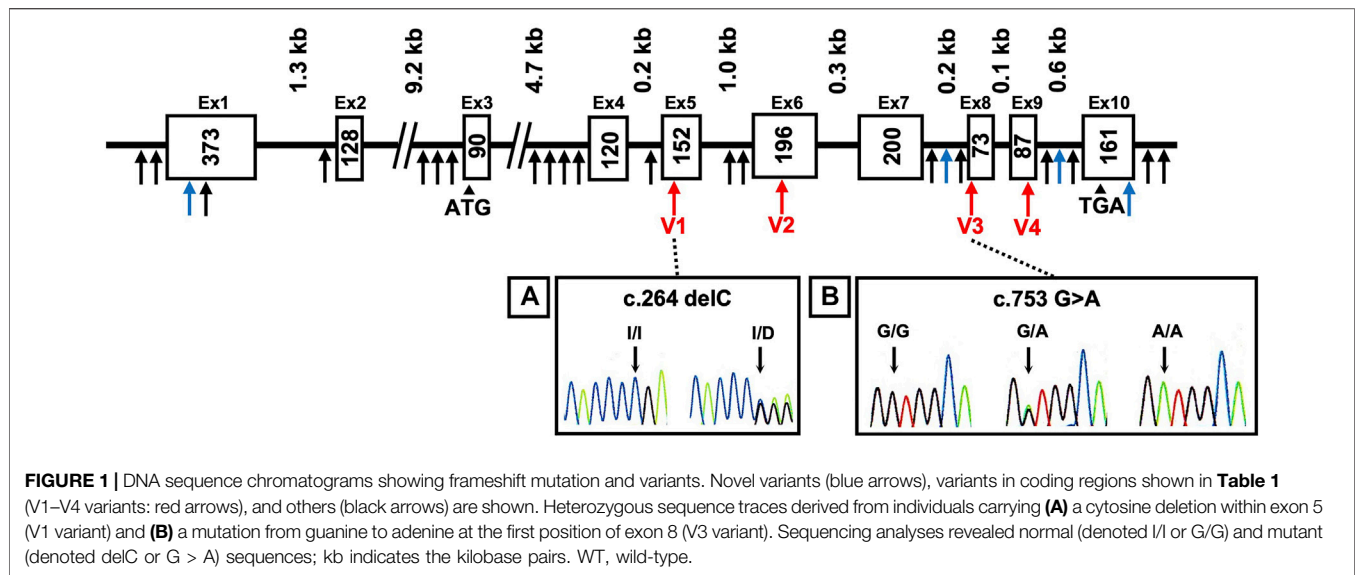 1.3 kb 9.2 kb 4.7 kb 0.2 kb 1.0 kb 0.3 kb 0.2 kb 0.1 kb 0.6 kb
Ex1 Ex2 Ex3 Ex4 Ex5 Ex6 Ex7 Ex8 Ex9 Ex10
373 128 90 120 152 196 200 73 87 161
ATG TGA
V1 V2 V3 V4
A
c.264 delC
I/I I/D
B
c.753 G>A
G/G G/A A/A
FIGURE 1 | DNA sequence chromatograms showing frameshift mutation and variants. Novel variants (blue arrows), variants in coding regions shown in Table 1
(V1–V4 variants: red arrows), and others (black arrows) are shown. Heterozygous sequence traces derived from individuals carrying (A) a cytosine deletion within exon 5
(V1 variant) and (B) a mutation from guanine to adenine at the first position of exon 8 (V3 variant). Sequencing analyses revealed normal (denoted I/I or G/G) and mutant
(denoted delC or G > A) sequences; kb indicates the kilobase pairs. WT, wild-type.